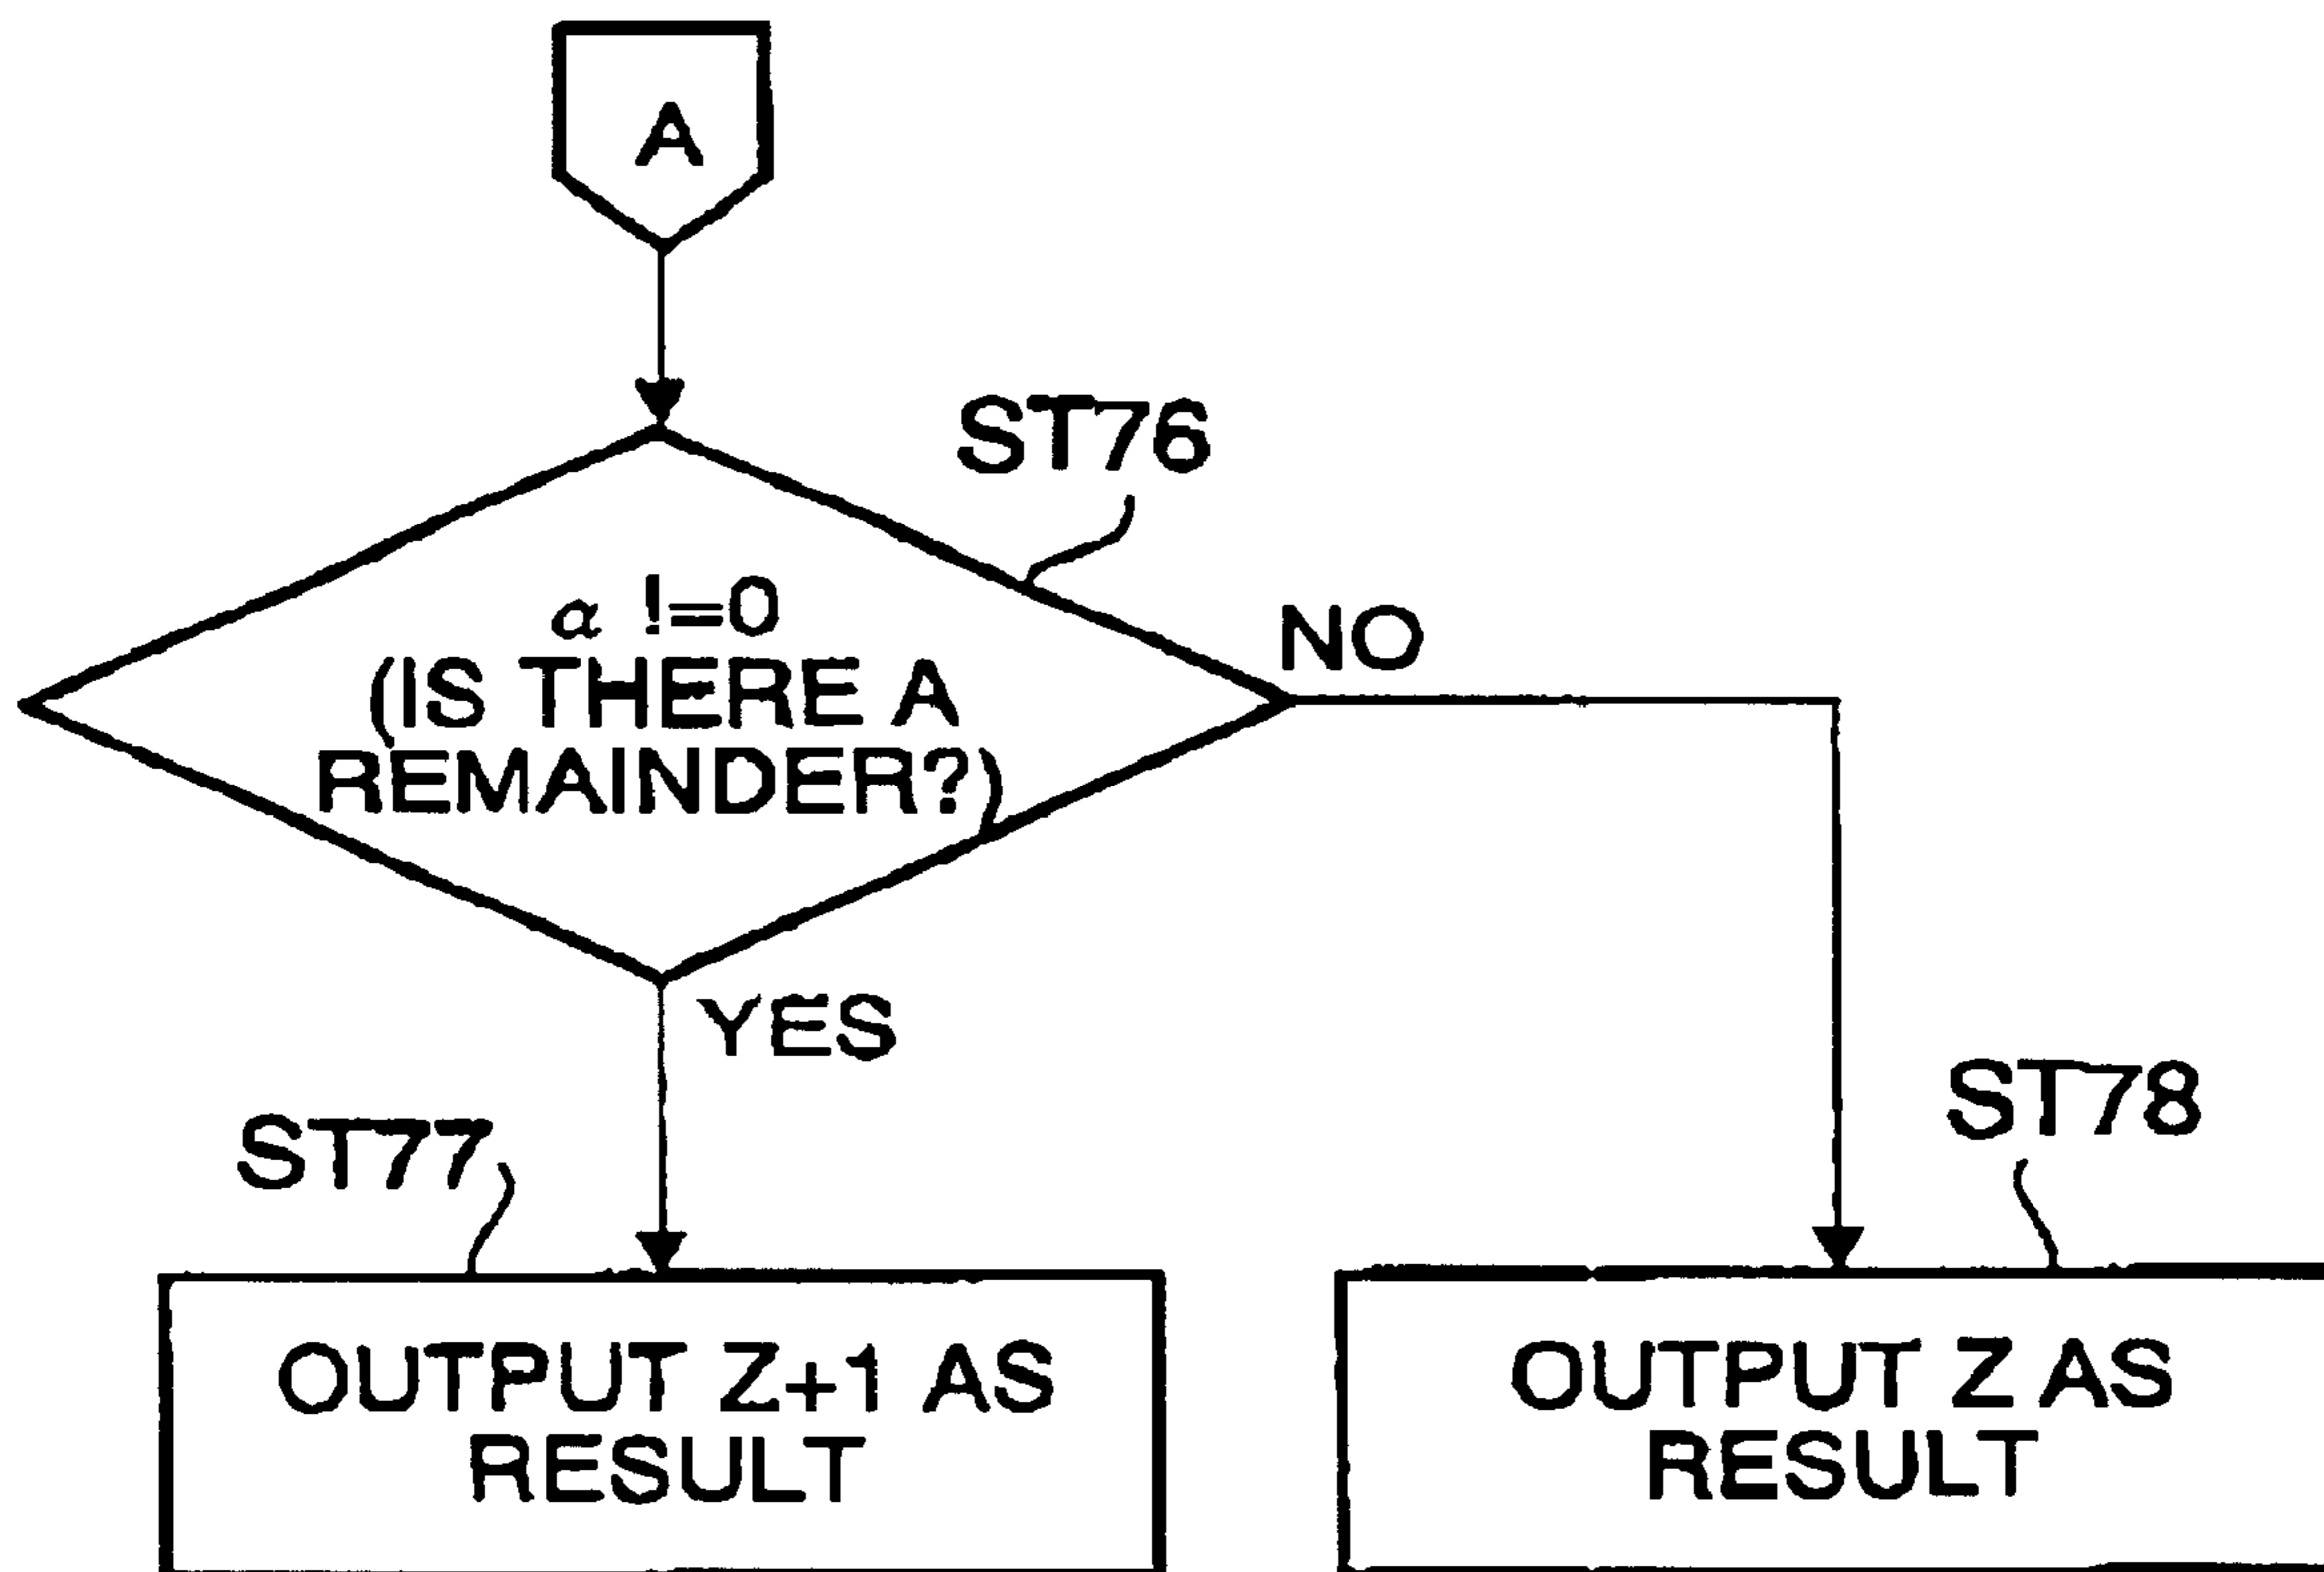 A
ST76
α !=0
(IS THERE A
REMAINDER?)
NO
YES
ST77
ST78
OUTPUT Z+1 AS
RESULT
OUTPUT Z AS
RESULT